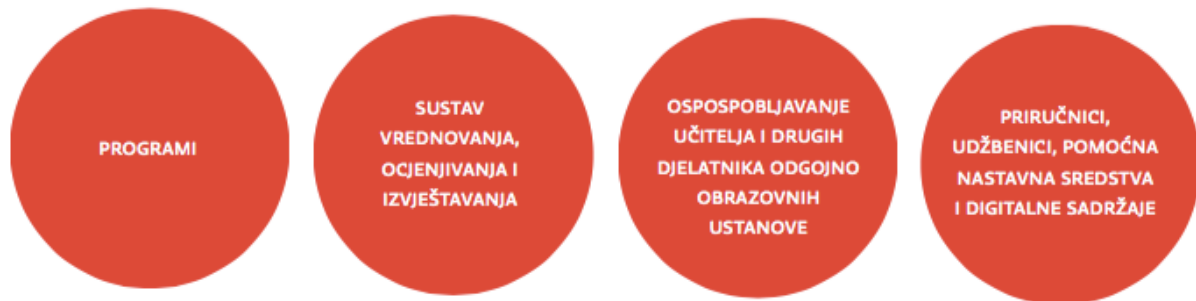 PROGRAMI
SUSTAV
VREDNOVANJA,
OCJENJIVANJA I
IZVJEŠTAVANJA
OSPOSPOBLJAVANJE
UČITELJA I DRUGIH
DJELATNIKA ODGOJNO
OBRAZOVNIH
USTANOVE
PRIRUČNICI,
UDŽBENICI, POMOĆNA
NASTAVNA SREDSTVA
I DIGITALNE SADRŽAJE